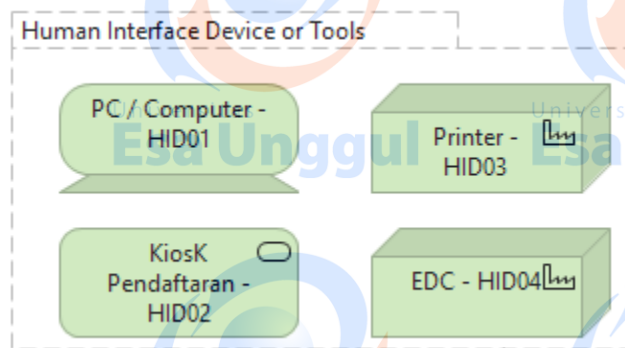 Human Interface Device or Tools
PC / Computer -
HID01
Printer -
HID03
KiosK
Pendaftaran -
HID02
EDC - HID04
Esa Unggul
Univers
Esa